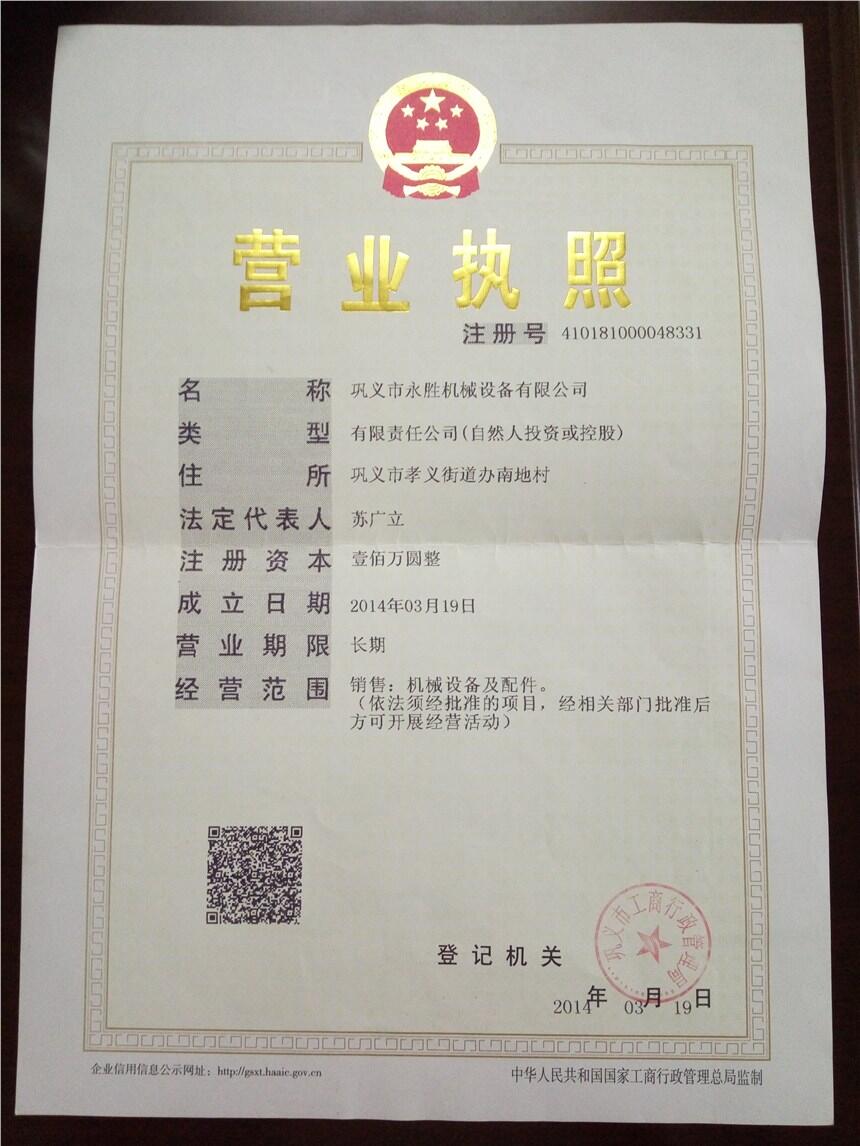 营业执照
注册号 410181000048331
名称 巩义市永胜机械设备有限公司
类型 有限责任公司(自然人投资或控股)
住所 巩义市孝义街道办南地村
法定代表人 苏广立
注册资本 壹佰万圆整
成立日期 2014年03月19日
营业期限 长期
经营范围 销售：机械设备及配件。
（依法须经批准的项目，经相关部门批准后
方可开展经营活动）
巩义市工商行政管理局
登记机关
2014年03月19日
企业信用信息公示网址：http://gsxt.haaic.gov.cn
中华人民共和国国家工商行政管理总局监制